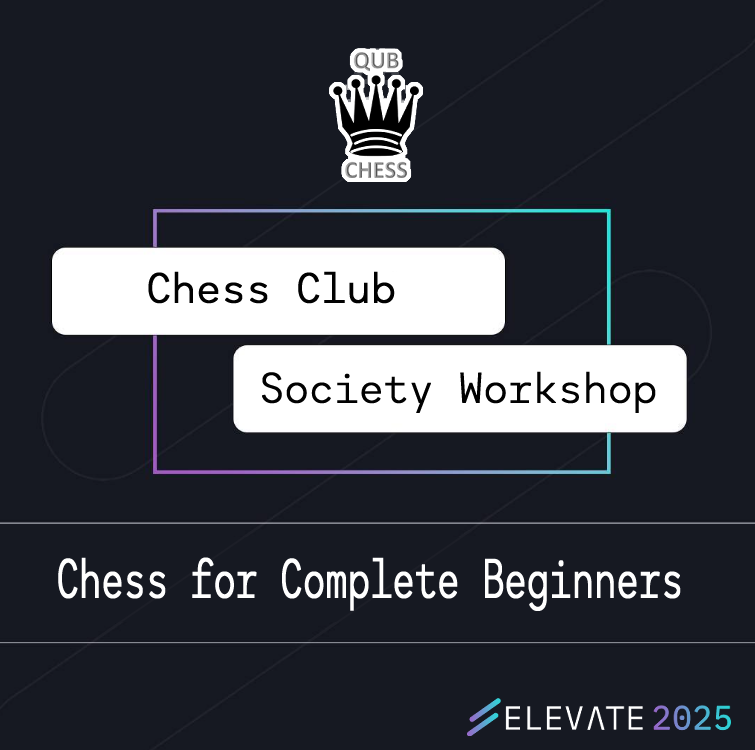 QUB
CHESS
Chess Club
Society Workshop
Chess for Complete Beginners
ELEVATE 2025